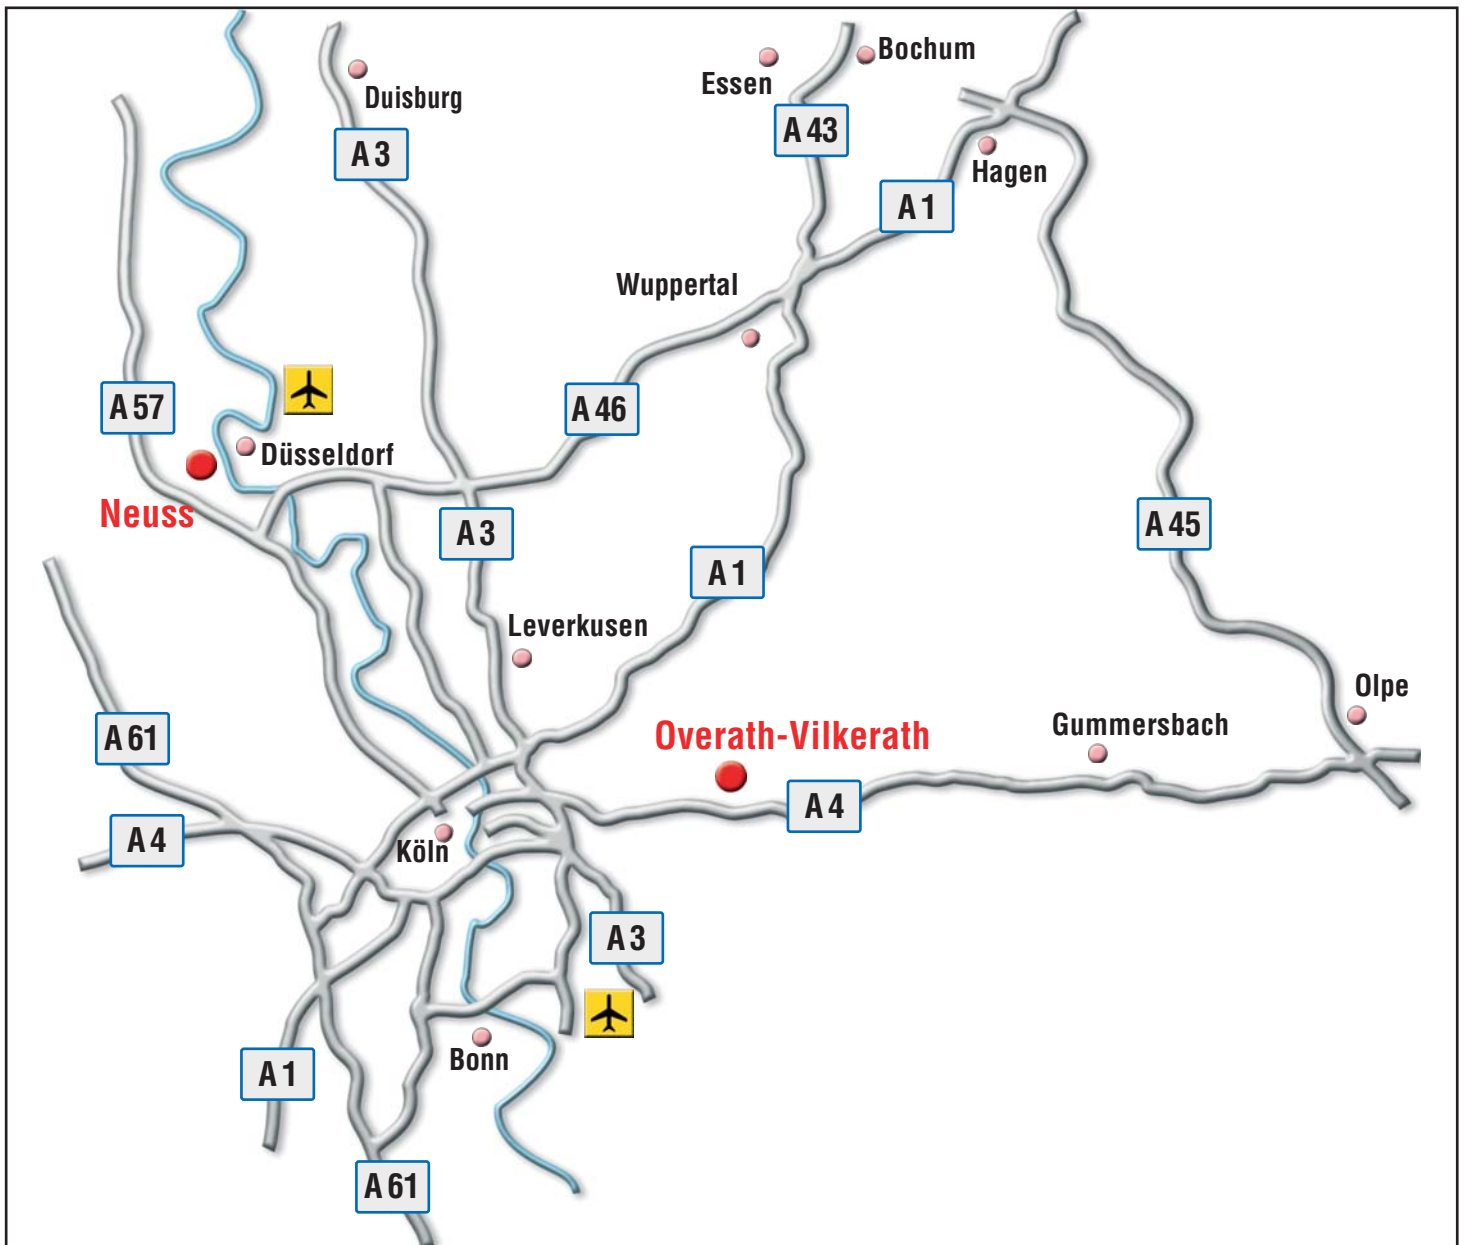 Bochum
Essen
Duisburg
A 43
A 3
Hagen
A 1
Wuppertal
A 57
A 46
Düsseldorf
Neuss
A 3
A 45
A 1
Leverkusen
Olpe
Gummersbach
Overath-Vilkerath
A 61
A 4
A 4
Köln
A 3
Bonn
A 1
A 61